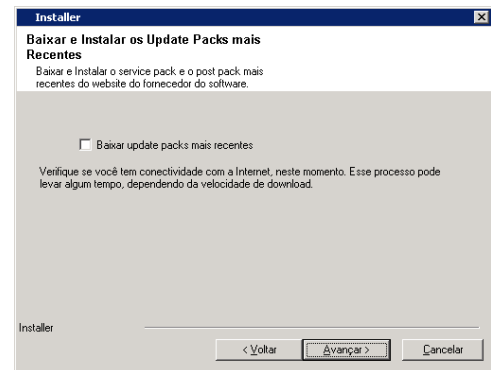 Installer
Baixar e Instalar os Update Packs mais
Recentes
Baixar e Instalar o service pack e o post pack mais
recentes do website do fornecedor do software.
Baixar update packs mais recentes
Verifique se você tem conectividade com a Internet, neste momento. Esse processo pode
levar algum tempo, dependendo da velocidade de download.
Installer
< Voltar
Avançar >
Cancelar